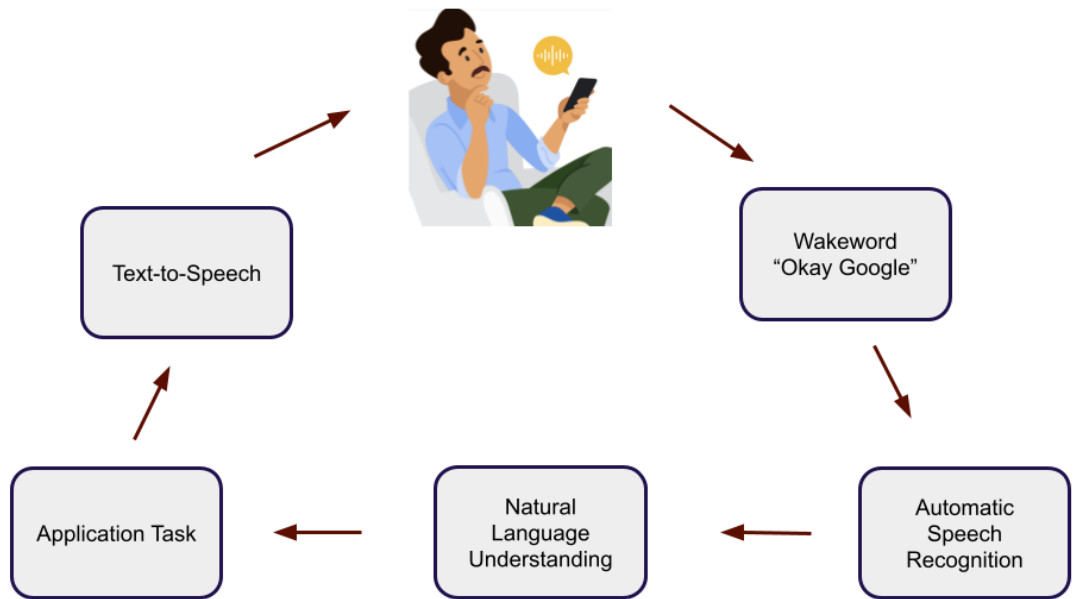 Wakeword
“Okay Google”
Automatic
Speech
Recognition
Natural
Language
Understanding
Application Task
Text-to-Speech